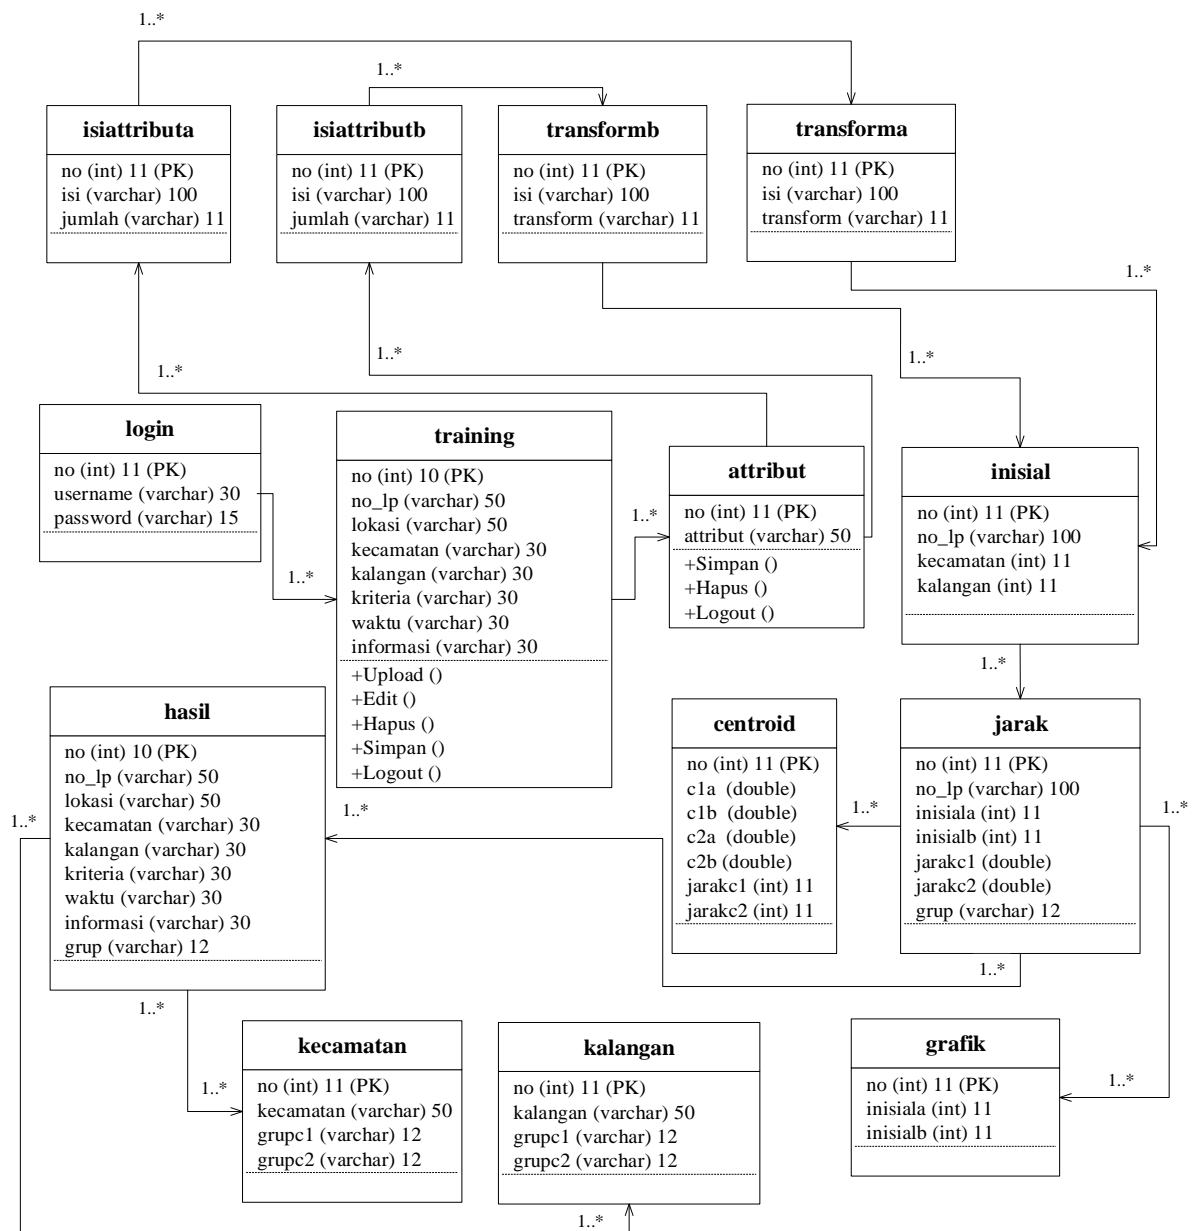 1..*
1..*
isiattributa
no (int) 11 (PK)
isi (varchar) 100
jumlah (varchar) 11
isiattributb
no (int) 11 (PK)
isi (varchar) 100
jumlah (varchar) 11
transformb
no (int) 11 (PK)
isi (varchar) 100
transform (varchar) 11
transforma
no (int) 11 (PK)
isi (varchar) 100
transform (varchar) 11
1..*
1..*
1..*
1..*
login
no (int) 11 (PK)
username (varchar) 30
password (varchar) 15
1..*
training
no (int) 10 (PK)
no_lp (varchar) 50
lokasi (varchar) 50
kecamatan (varchar) 30
kalangan (varchar) 30
kriteria (varchar) 30
waktu (varchar) 30
informasi (varchar) 30
+Upload ()
+Edit ()
+Hapus ()
+Simpan ()
+Logout ()
1..*
attribut
no (int) 11 (PK)
attribut (varchar) 50
+Simpan ()
+Hapus ()
+Logout ()
inisial
no (int) 11 (PK)
no_lp (varchar) 100
kecamatan (int) 11
kalangan (int) 11
1..*
hasil
no (int) 10 (PK)
no_lp (varchar) 50
lokasi (varchar) 50
kecamatan (varchar) 30
kalangan (varchar) 30
kriteria (varchar) 30
waktu (varchar) 30
informasi (varchar) 30
grup (varchar) 12
1..*
1..*
centroid
no (int) 11 (PK)
c1a (double)
c1b (double)
c2a (double)
c2b (double)
jarakc1 (int) 11
jarakc2 (int) 11
1..*
jarak
no (int) 11 (PK)
no_lp (varchar) 100
inisiala (int) 11
inisialb (int) 11
jarakc1 (double)
jarakc2 (double)
grup (varchar) 12
1..*
1..*
1..*
1..*
kecamatan
no (int) 11 (PK)
kecamatan (varchar) 50
grupc1 (varchar) 12
grupc2 (varchar) 12
kalangan
no (int) 11 (PK)
kalangan (varchar) 50
grupc1 (varchar) 12
grupc2 (varchar) 12
grafik
no (int) 11 (PK)
inisiala (int) 11
inisialb (int) 11
1..*
1..*